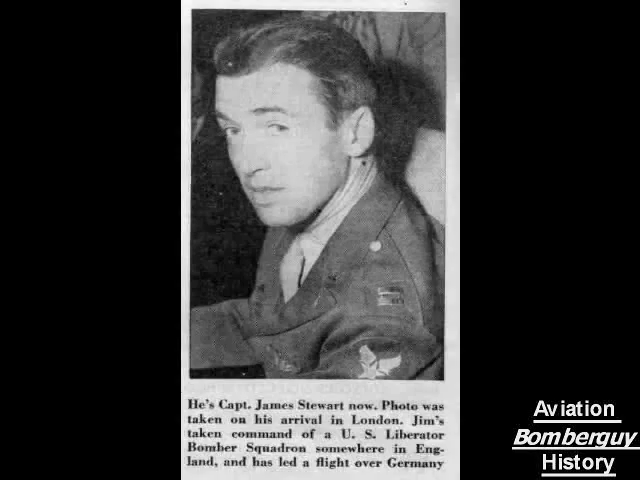 He's Capt. James Stewart now. Photo was
taken on his arrival in London. Jim's
taken command of a U. S. Liberator
Bomber Squadron somewhere in Eng-
land, and has led a flight over Germany
Aviation
Bomberguy
History